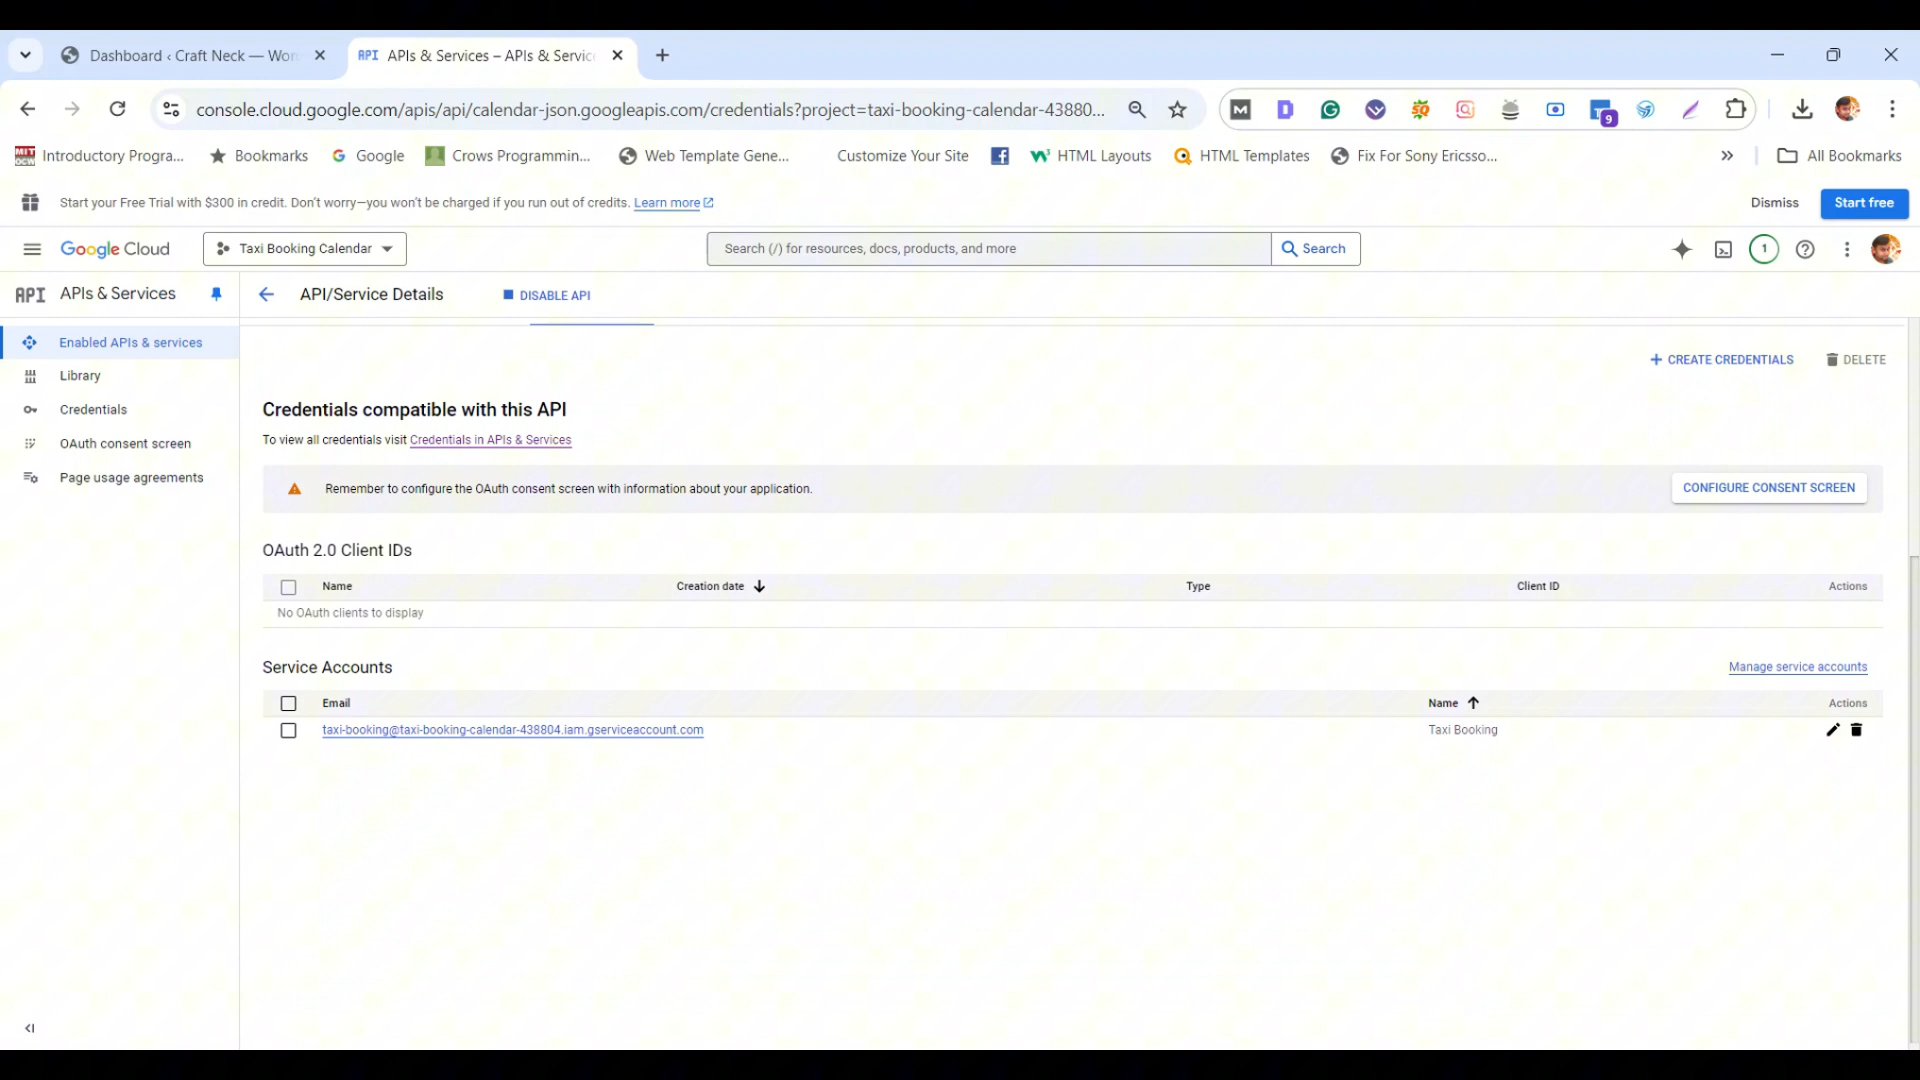 Dashboard ‹ Craft Neck — Wor
API APIs & Services – APIs & Servic
console.cloud.google.com/apis/api/calendar-json.googleapis.com/credentials?project=taxi-booking-calendar-43880...
9
MIT OCW Introductory Progra... Bookmarks Google Crows Programmin... Web Template Gene... Customize Your Site HTML Layouts HTML Templates Fix For Sony Ericsso... » All Bookmarks
Start your Free Trial with $300 in credit. Don't worry—you won't be charged if you run out of credits. Learn more Dismiss Start free
Google Cloud Taxi Booking Calendar Search (/) for resources, docs, products, and more Search 1
API APIs & Services API/Service Details DISABLE API
Enabled APIs & services
Library
Credentials
OAuth consent screen
Page usage agreements
+ CREATE CREDENTIALS DELETE
Credentials compatible with this API
To view all credentials visit Credentials in APIs & Services
Remember to configure the OAuth consent screen with information about your application. CONFIGURE CONSENT SCREEN
OAuth 2.0 Client IDs
Name Creation date Type Client ID Actions
No OAuth clients to display
Service Accounts Manage service accounts
Email Name Actions
taxi-booking@taxi-booking-calendar-438804.iam.gserviceaccount.com Taxi Booking